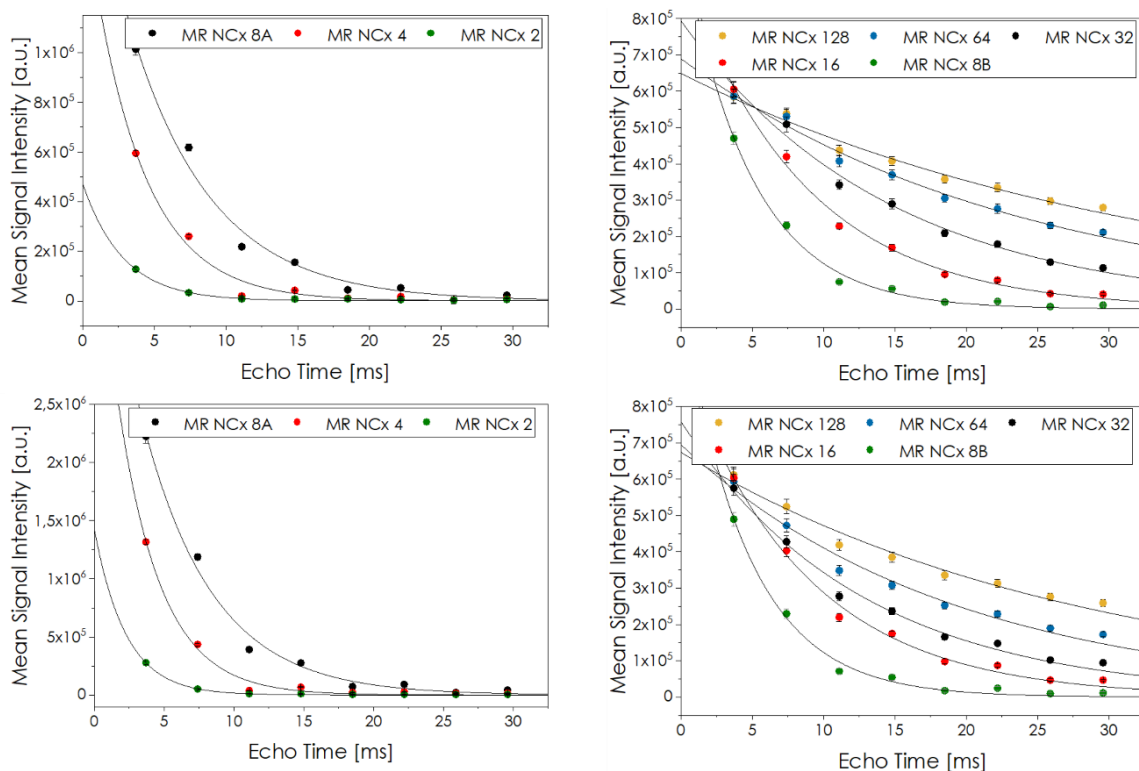 MR NCx 8A MR NCx 4 MR NCx 2
Mean Signal Intensity [a.u.]
1x10⁶
8x10⁵
6x10⁵
4x10⁵
2x10⁵
0
0 5 10 15 20 25 30
Echo Time [ms]
MR NCx 128 MR NCx 64 MR NCx 32
MR NCx 16 MR NCx 8B
Mean Signal Intensity [a.u.]
8x10⁵
7x10⁵
6x10⁵
5x10⁵
4x10⁵
3x10⁵
2x10⁵
1x10⁵
0
0 5 10 15 20 25 30
Echo Time [ms]
MR NCx 8A MR NCx 4 MR NCx 2
Mean Signal Intensity [a.u.]
2,5x10⁶
2x10⁶
1,5x10⁶
1x10⁶
5x10⁵
0
0 5 10 15 20 25 30
Echo Time [ms]
MR NCx 128 MR NCx 64 MR NCx 32
MR NCx 16 MR NCx 8B
Mean Signal Intensity [a.u.]
8x10⁵
7x10⁵
6x10⁵
5x10⁵
4x10⁵
3x10⁵
2x10⁵
1x10⁵
0
0 5 10 15 20 25 30
Echo Time [ms]